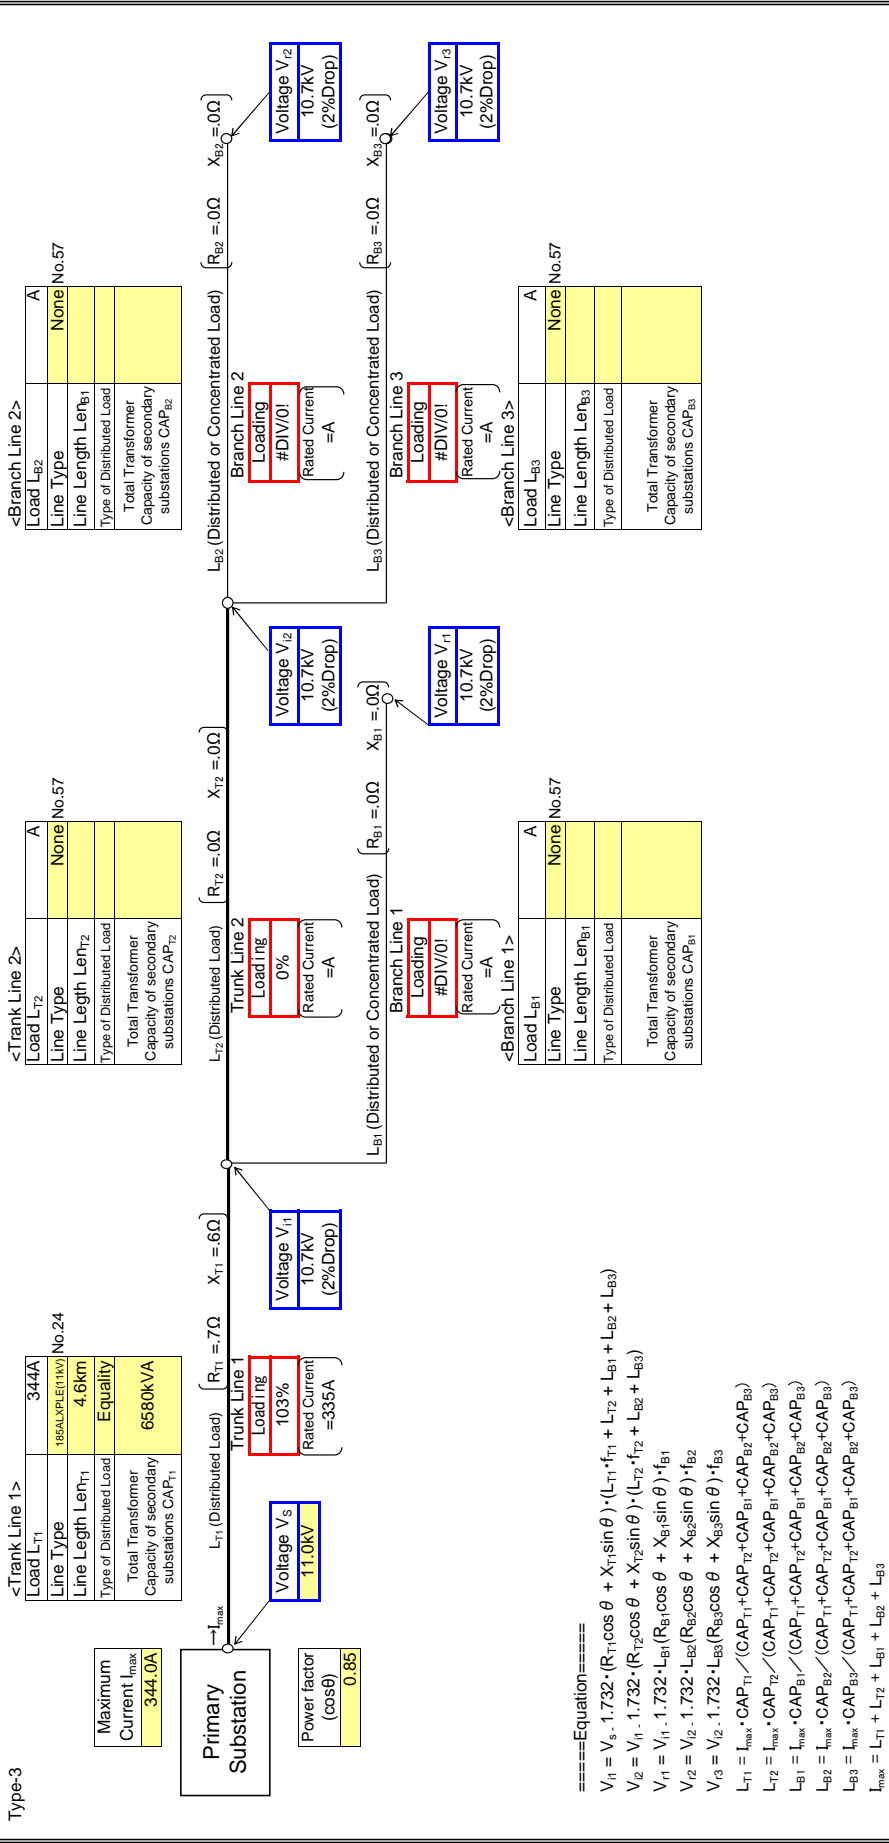 Type-3
<Trank Line 1>
Load LT1 344A
Line Type 185ALXPLE(11kV) No.24
Line Legth LenT1 4.6km
Type of Distributed Load Equality
Total Transformer
Capacity of secondary
substations CAPT1
6580kVA
<Trank Line 2>
Load LT2 A
Line Type None No.57
Line Legth LenT2
Type of Distributed Load
Total Transformer
Capacity of secondary
substations CAPT2
<Branch Line 2>
Load LB2 A
Line Type None No.57
Line Length LenB1
Type of Distributed Load
Total Transformer
Capacity of secondary
substations CAPB2
Maximum
Current Imax
344.0A
Primary
Substation
→Imax
Power factor
(cosθ)
0.85
Voltage VS
11.0kV
LT1 (Distributed Load)
RT1 =.7Ω XT1 =.6Ω
Trunk Line 1
Loading
103%
Rated Current
=335A
Voltage Vi1
10.7kV
(2%Drop)
LT2 (Distributed Load)
RT2 =.0Ω XT2 =.0Ω
Trunk Line 2
Loading
0%
Rated Current
=A
Voltage Vi2
10.7kV
(2%Drop)
LB2 (Distributed or Concentrated Load)
RB2 =.0Ω XB2 =.0Ω
Branch Line 2
Loading
#DIV/0!
Rated Current
=A
Voltage Vr2
10.7kV
(2%Drop)
LB1 (Distributed or Concentrated Load)
RB1 =.0Ω XB1 =.0Ω
Branch Line 1
Loading
#DIV/0!
Rated Current
=A
Voltage Vr1
10.7kV
(2%Drop)
LB3 (Distributed or Concentrated Load)
RB3 =.0Ω XB3 =.0Ω
Branch Line 3
Loading
#DIV/0!
Rated Current
=A
Voltage Vr3
10.7kV
(2%Drop)
<Branch Line 1>
Load LB1 A
Line Type None No.57
Line Length LenB1
Type of Distributed Load
Total Transformer
Capacity of secondary
substations CAPB1
<Branch Line 3>
Load LB3 A
Line Type None No.57
Line Length LenB3
Type of Distributed Load
Total Transformer
Capacity of secondary
substations CAPB3
=====Equation=====
Vi1 = Vs - 1.732・(RT1cosθ + XT1sinθ)・(LT1・fT1 + LT2 + LB1 + LB2 + LB3)
Vi2 = Vi1 - 1.732・(RT2cosθ + XT2sinθ)・(LT2・fT2 + LB2 + LB3)
Vr1 = Vi1 - 1.732・LB1(RB1cosθ + XB1sinθ)・fB1
Vr2 = Vi2 - 1.732・LB2(RB2cosθ + XB2sinθ)・fB2
Vr3 = Vi2 - 1.732・LB3(RB3cosθ + XB3sinθ)・fB3
LT1 = Imax・CAPT1／(CAPT1+CAPT2+CAPB1+CAPB2+CAPB3)
LT2 = Imax・CAPT2／(CAPT1+CAPT2+CAPB1+CAPB2+CAPB3)
LB1 = Imax・CAPB1／(CAPT1+CAPT2+CAPB1+CAPB2+CAPB3)
LB2 = Imax・CAPB2／(CAPT1+CAPT2+CAPB1+CAPB2+CAPB3)
LB3 = Imax・CAPB3／(CAPT1+CAPT2+CAPB1+CAPB2+CAPB3)
Imax = LT1 + LT2 + LB1 + LB2 + LB3